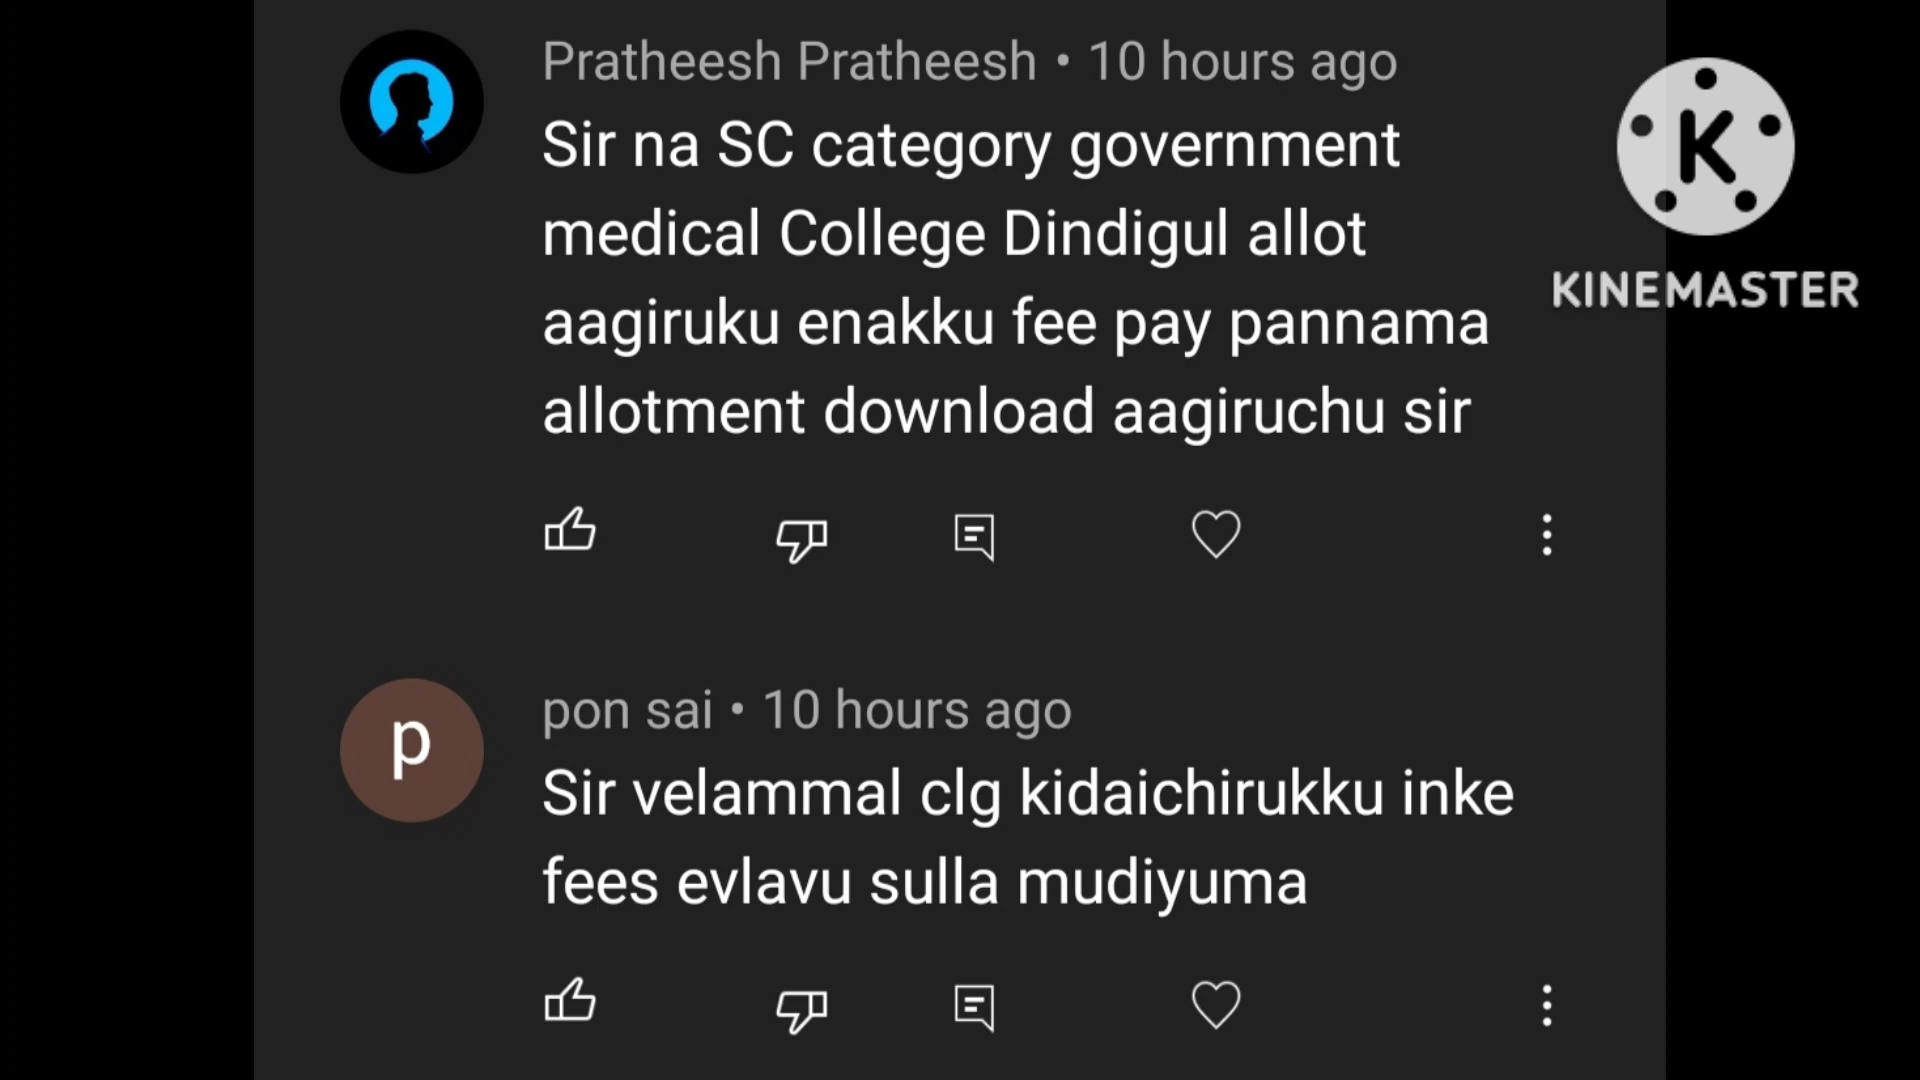 Pratheesh Pratheesh • 10 hours ago
Sir na SC category government
medical College Dindigul allot
aagiruku enakku fee pay pannama
allotment download aagiruchu sir
K
KINEMASTER
p
pon sai • 10 hours ago
Sir velammal clg kidaichirukku inke
fees evlavu sulla mudiyuma